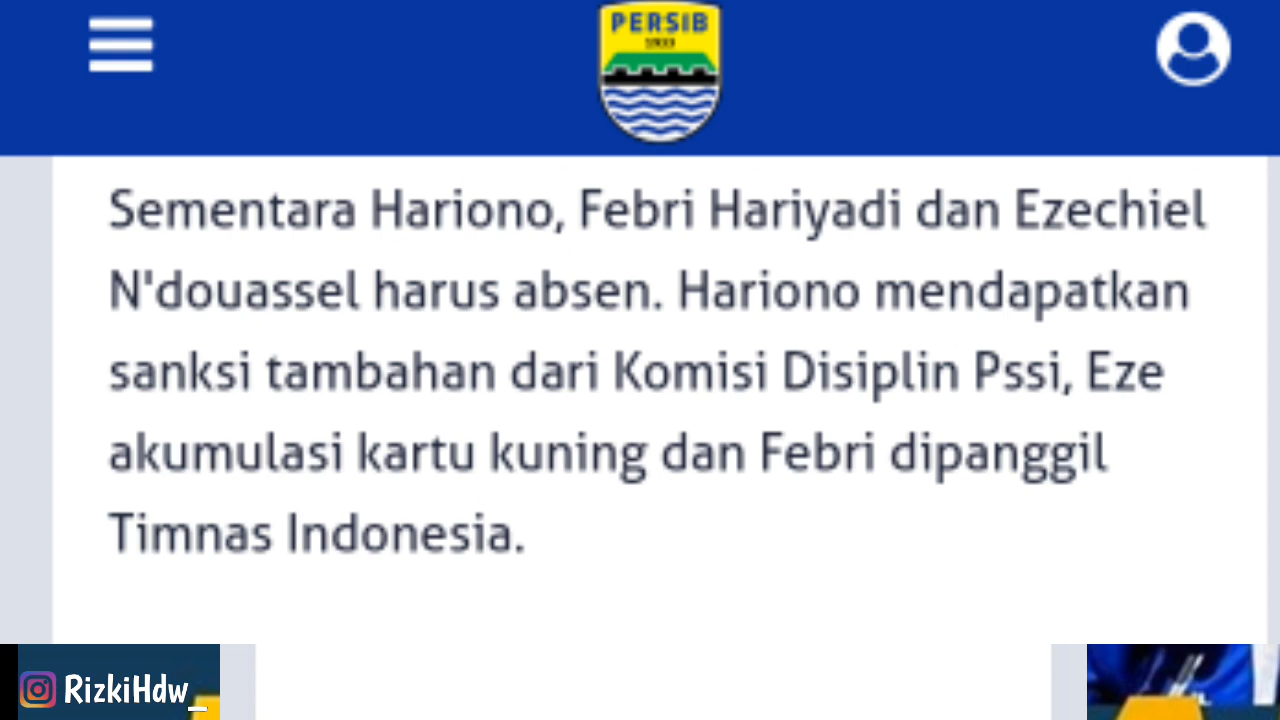 PERSIB
1933
Sementara Hariono, Febri Hariyadi dan Ezechiel
N'douassel harus absen. Hariono mendapatkan
sanksi tambahan dari Komisi Disiplin Pssi, Eze
akumulasi kartu kuning dan Febri dipanggil
Timnas Indonesia.
RizkiHdw_